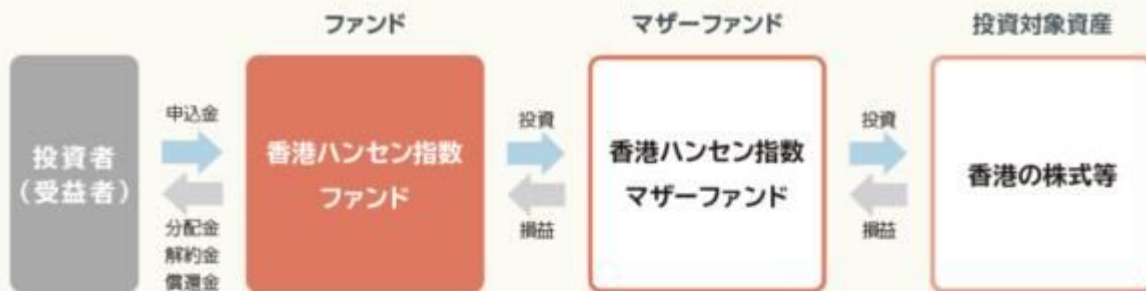 ファンド
マザーファンド
投資対象資産
投資者
（受益者）
申込金
分配金
解約金
償還金
香港ハンセン指数
ファンド
投資
損益
香港ハンセン指数
マザーファンド
投資
損益
香港の株式等